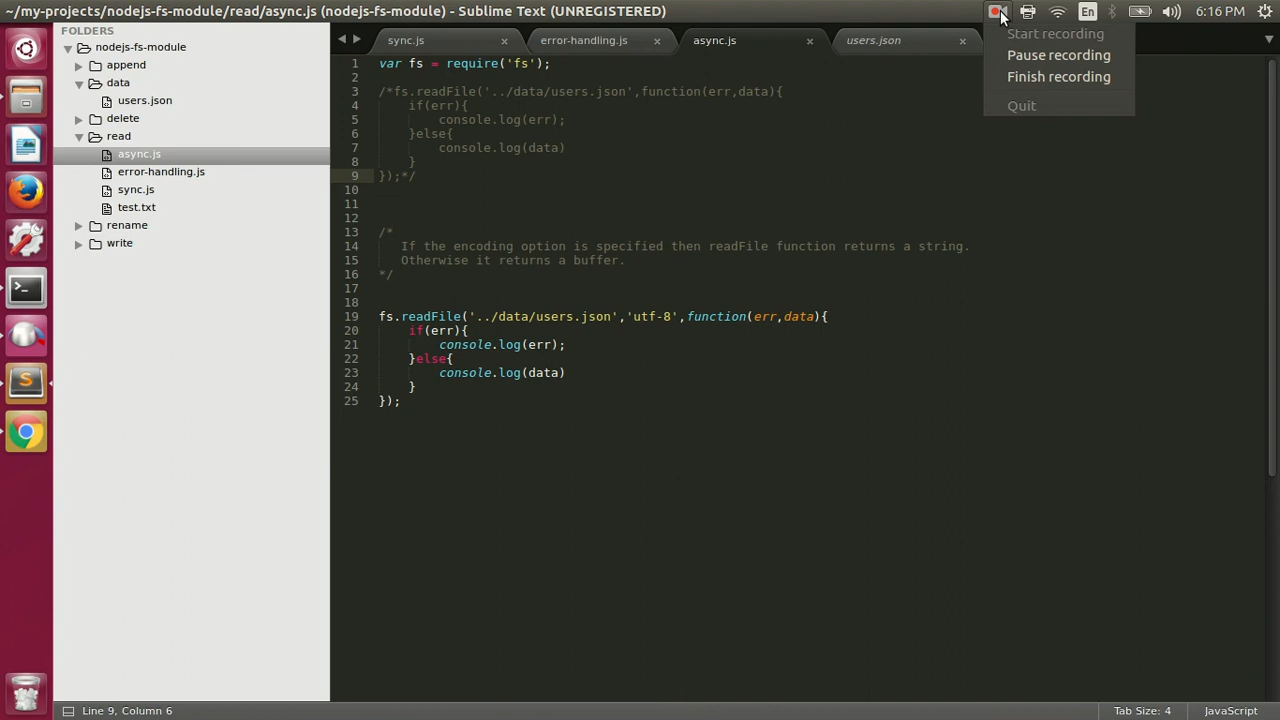 ~/my-projects/nodejs-fs-module/read/async.js (nodejs-fs-module) - Sublime Text (UNREGISTERED)
En
6:16 PM
Start recording
Pause recording
Finish recording
Quit
FOLDERS
nodejs-fs-module
append
data
users.json
delete
read
async.js
error-handling.js
sync.js
test.txt
rename
write
sync.js
error-handling.js
async.js
users.json
1 var fs = require('fs');
2
3 /*fs.readFile('../data/users.json',function(err,data){
4 if(err){
5 console.log(err);
6 }else{
7 console.log(data)
8 }
9 });*/
10
11
12
13 /*
14 If the encoding option is specified then readFile function returns a string.
15 Otherwise it returns a buffer.
16 */
17
18
19 fs.readFile('../data/users.json','utf-8',function(err,data){
20 if(err){
21 console.log(err);
22 }else{
23 console.log(data)
24 }
25 });
Line 9, Column 6
Tab Size: 4
JavaScript